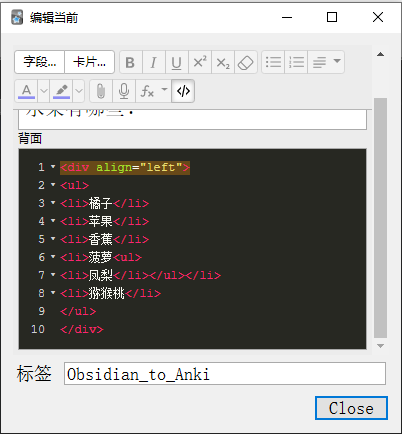 编辑当前
字段... 卡片... B I U x² x₂
A fx </>
水果有哪些：
背面
1 <div align="left">
2 <ul>
3 <li>橘子</li>
4 <li>苹果</li>
5 <li>香蕉</li>
6 <li>菠萝<ul>
7 <li>凤梨</li></ul></li>
8 <li>猕猴桃</li>
9 </ul>
10 </div>
标签 Obsidian_to_Anki
Close